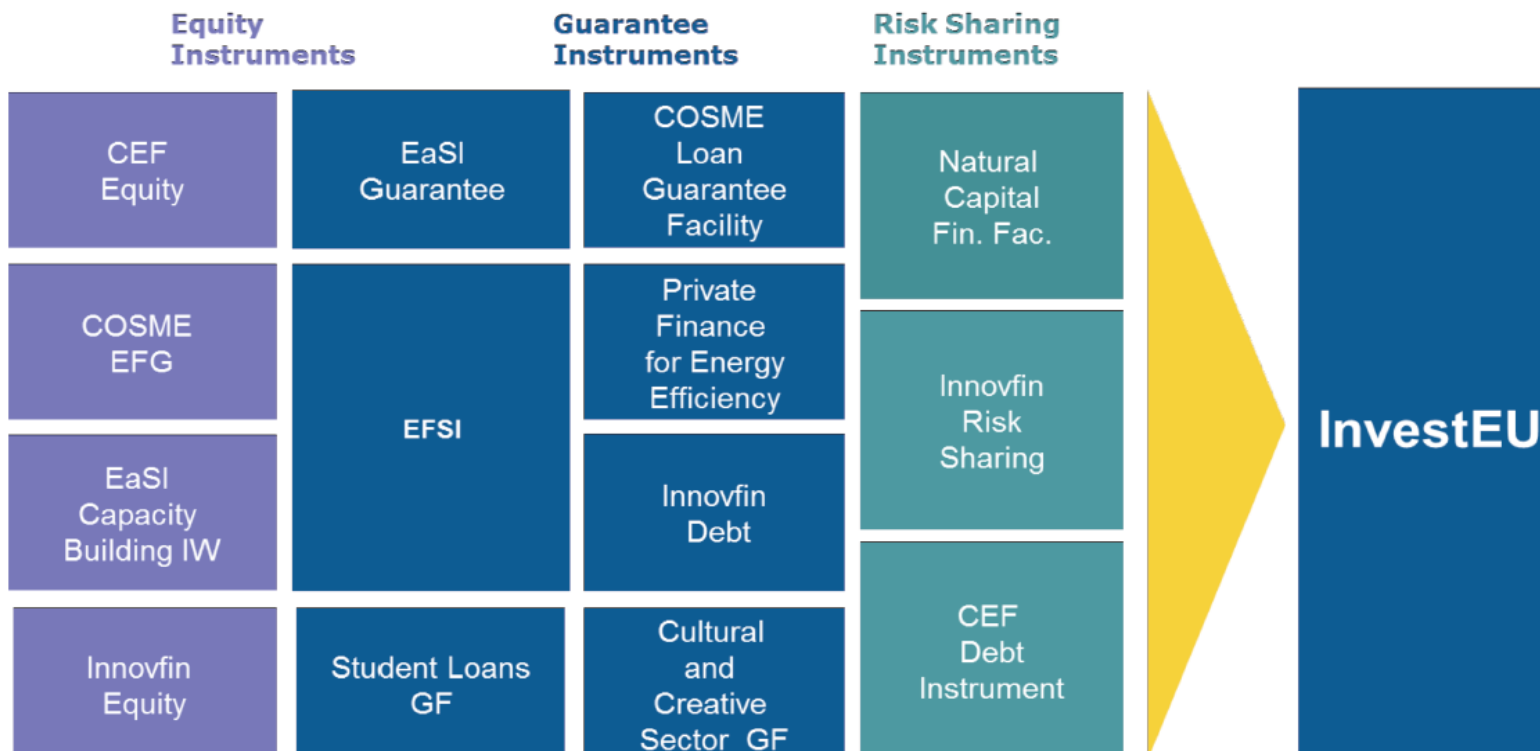 Equity
Instruments
Guarantee
Instruments
Risk Sharing
Instruments
CEF
Equity
EaSI
Guarantee
COSME
Loan
Guarantee
Facility
Natural
Capital
Fin. Fac.
COSME
EFG
EFSI
Private
Finance
for Energy
Efficiency
Innovfin
Risk
Sharing
InvestEU
EaSI
Capacity
Building IW
Innovfin
Debt
Innovfin
Equity
Student Loans
GF
Cultural
and
Creative
Sector GF
CEF
Debt
Instrument